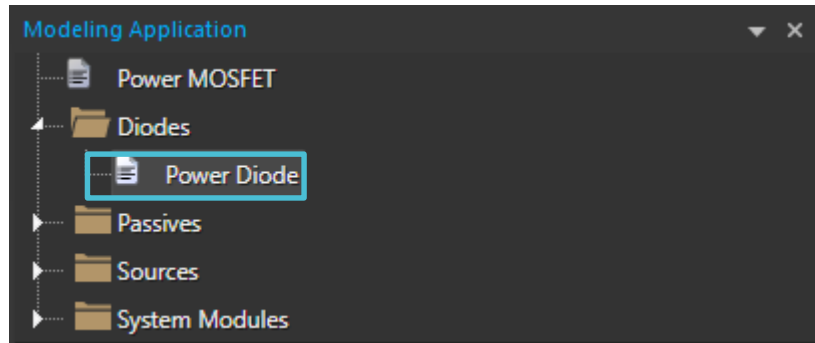 Modeling Application
Power MOSFET
Diodes
Power Diode
Passives
Sources
System Modules